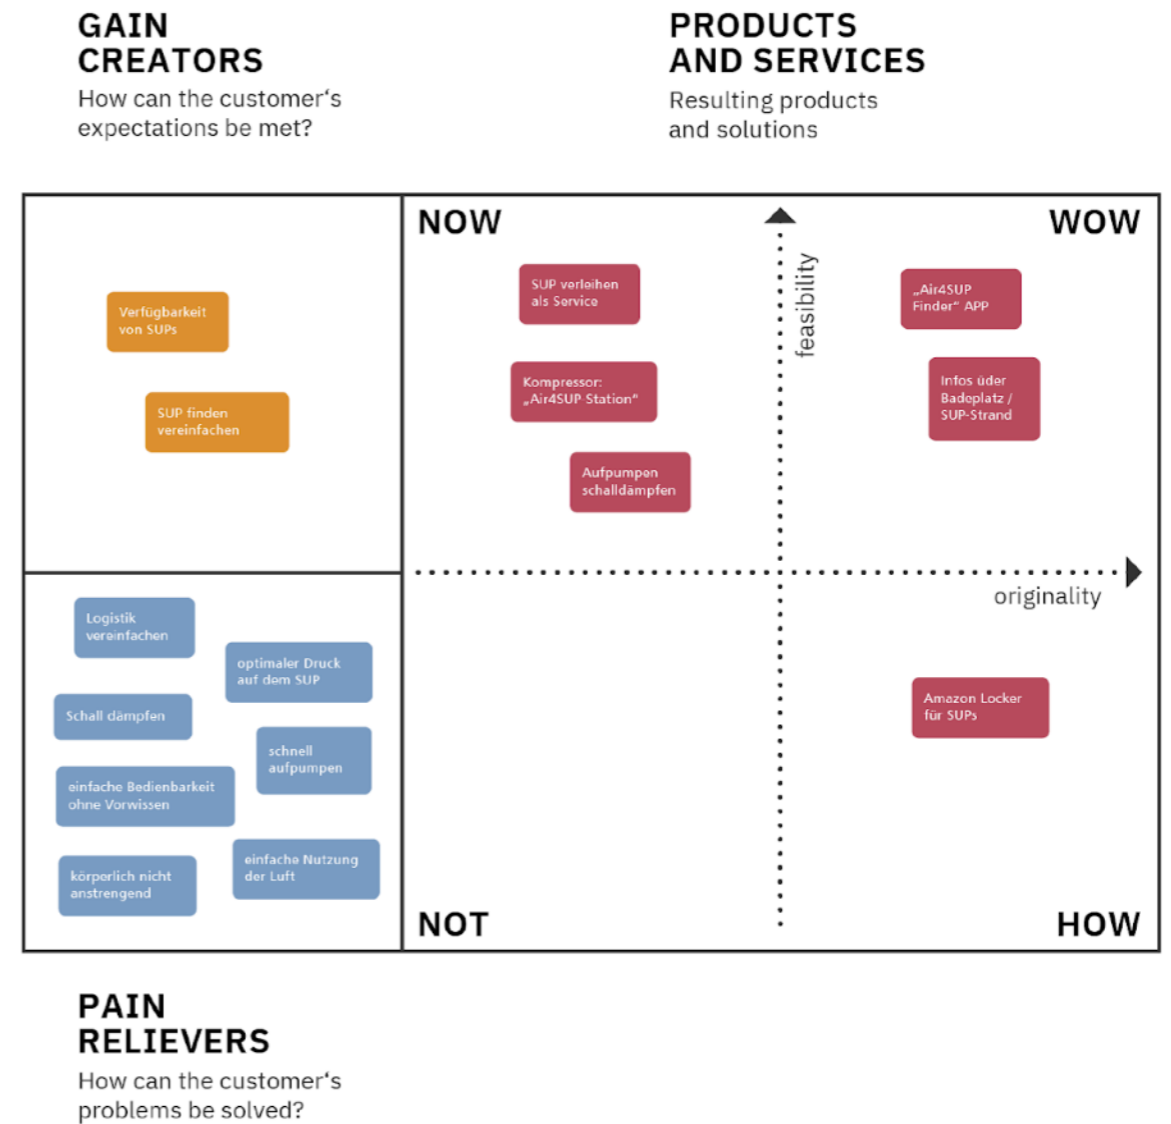 GAIN
CREATORS
How can the customer‘s
expectations be met?
PRODUCTS
AND SERVICES
Resulting products
and solutions
Verfügbarkeit
von SUPs
SUP finden
vereinfachen
NOW
SUP verleihen
als Service
Kompressor:
„Air4SUP Station“
Aufpumpen
schalldämpfen
feasibility
WOW
„Air4SUP
Finder“ APP
Infos üder
Badeplatz /
SUP-Strand
originality
Logistik
vereinfachen
optimaler Druck
auf dem SUP
Schall dämpfen
schnell
aufpumpen
einfache Bedienbarkeit
ohne Vorwissen
einfache Nutzung
der Luft
körperlich nicht
anstrengend
Amazon Locker
für SUPs
NOT
HOW
PAIN
RELIEVERS
How can the customer‘s
problems be solved?